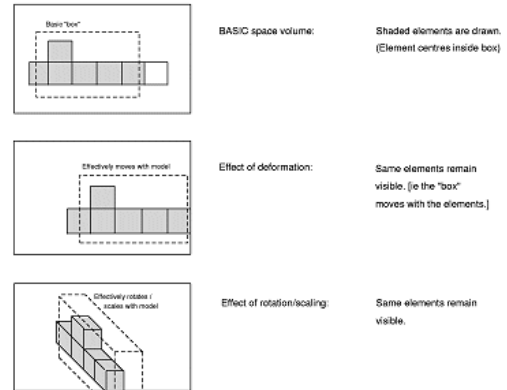 Basic "box"
BASIC space volume:
Shaded elements are drawn.
(Element centres inside box)
Effectively moves with model
Effect of deformation:
Same elements remain
visible. [ie the "box"
moves with the elements.]
Effectively rotates /
scales with model
Effect of rotation/scaling:
Same elements remain
visible.